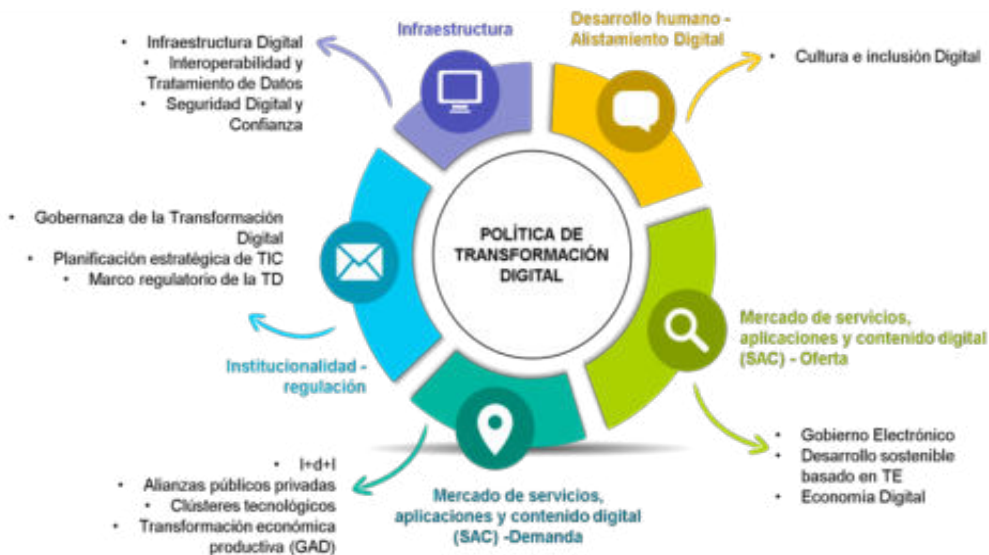 Infraestructura
• Infraestructura Digital
• Interoperabilidad y
Tratamiento de Datos
• Seguridad Digital y
Confianza
Desarrollo humano -
Alistamiento Digital
• Cultura e inclusión Digital
POLÍTICA DE
TRANSFORMACIÓN
DIGITAL
• Gobernanza de la Transformación
Digital
• Planificación estratégica de TIC
• Marco regulatorio de la TD
Institucionalidad -
regulación
Mercado de servicios,
aplicaciones y contenido digital
(SAC) - Oferta
• Gobierno Electrónico
• Desarrollo sostenible
basado en TE
• Economía Digital
• I+d+I
• Alianzas públicos privadas
• Clústeres tecnológicos
• Transformación económica
productiva (GAD)
Mercado de servicios,
aplicaciones y contenido digital
(SAC) -Demanda